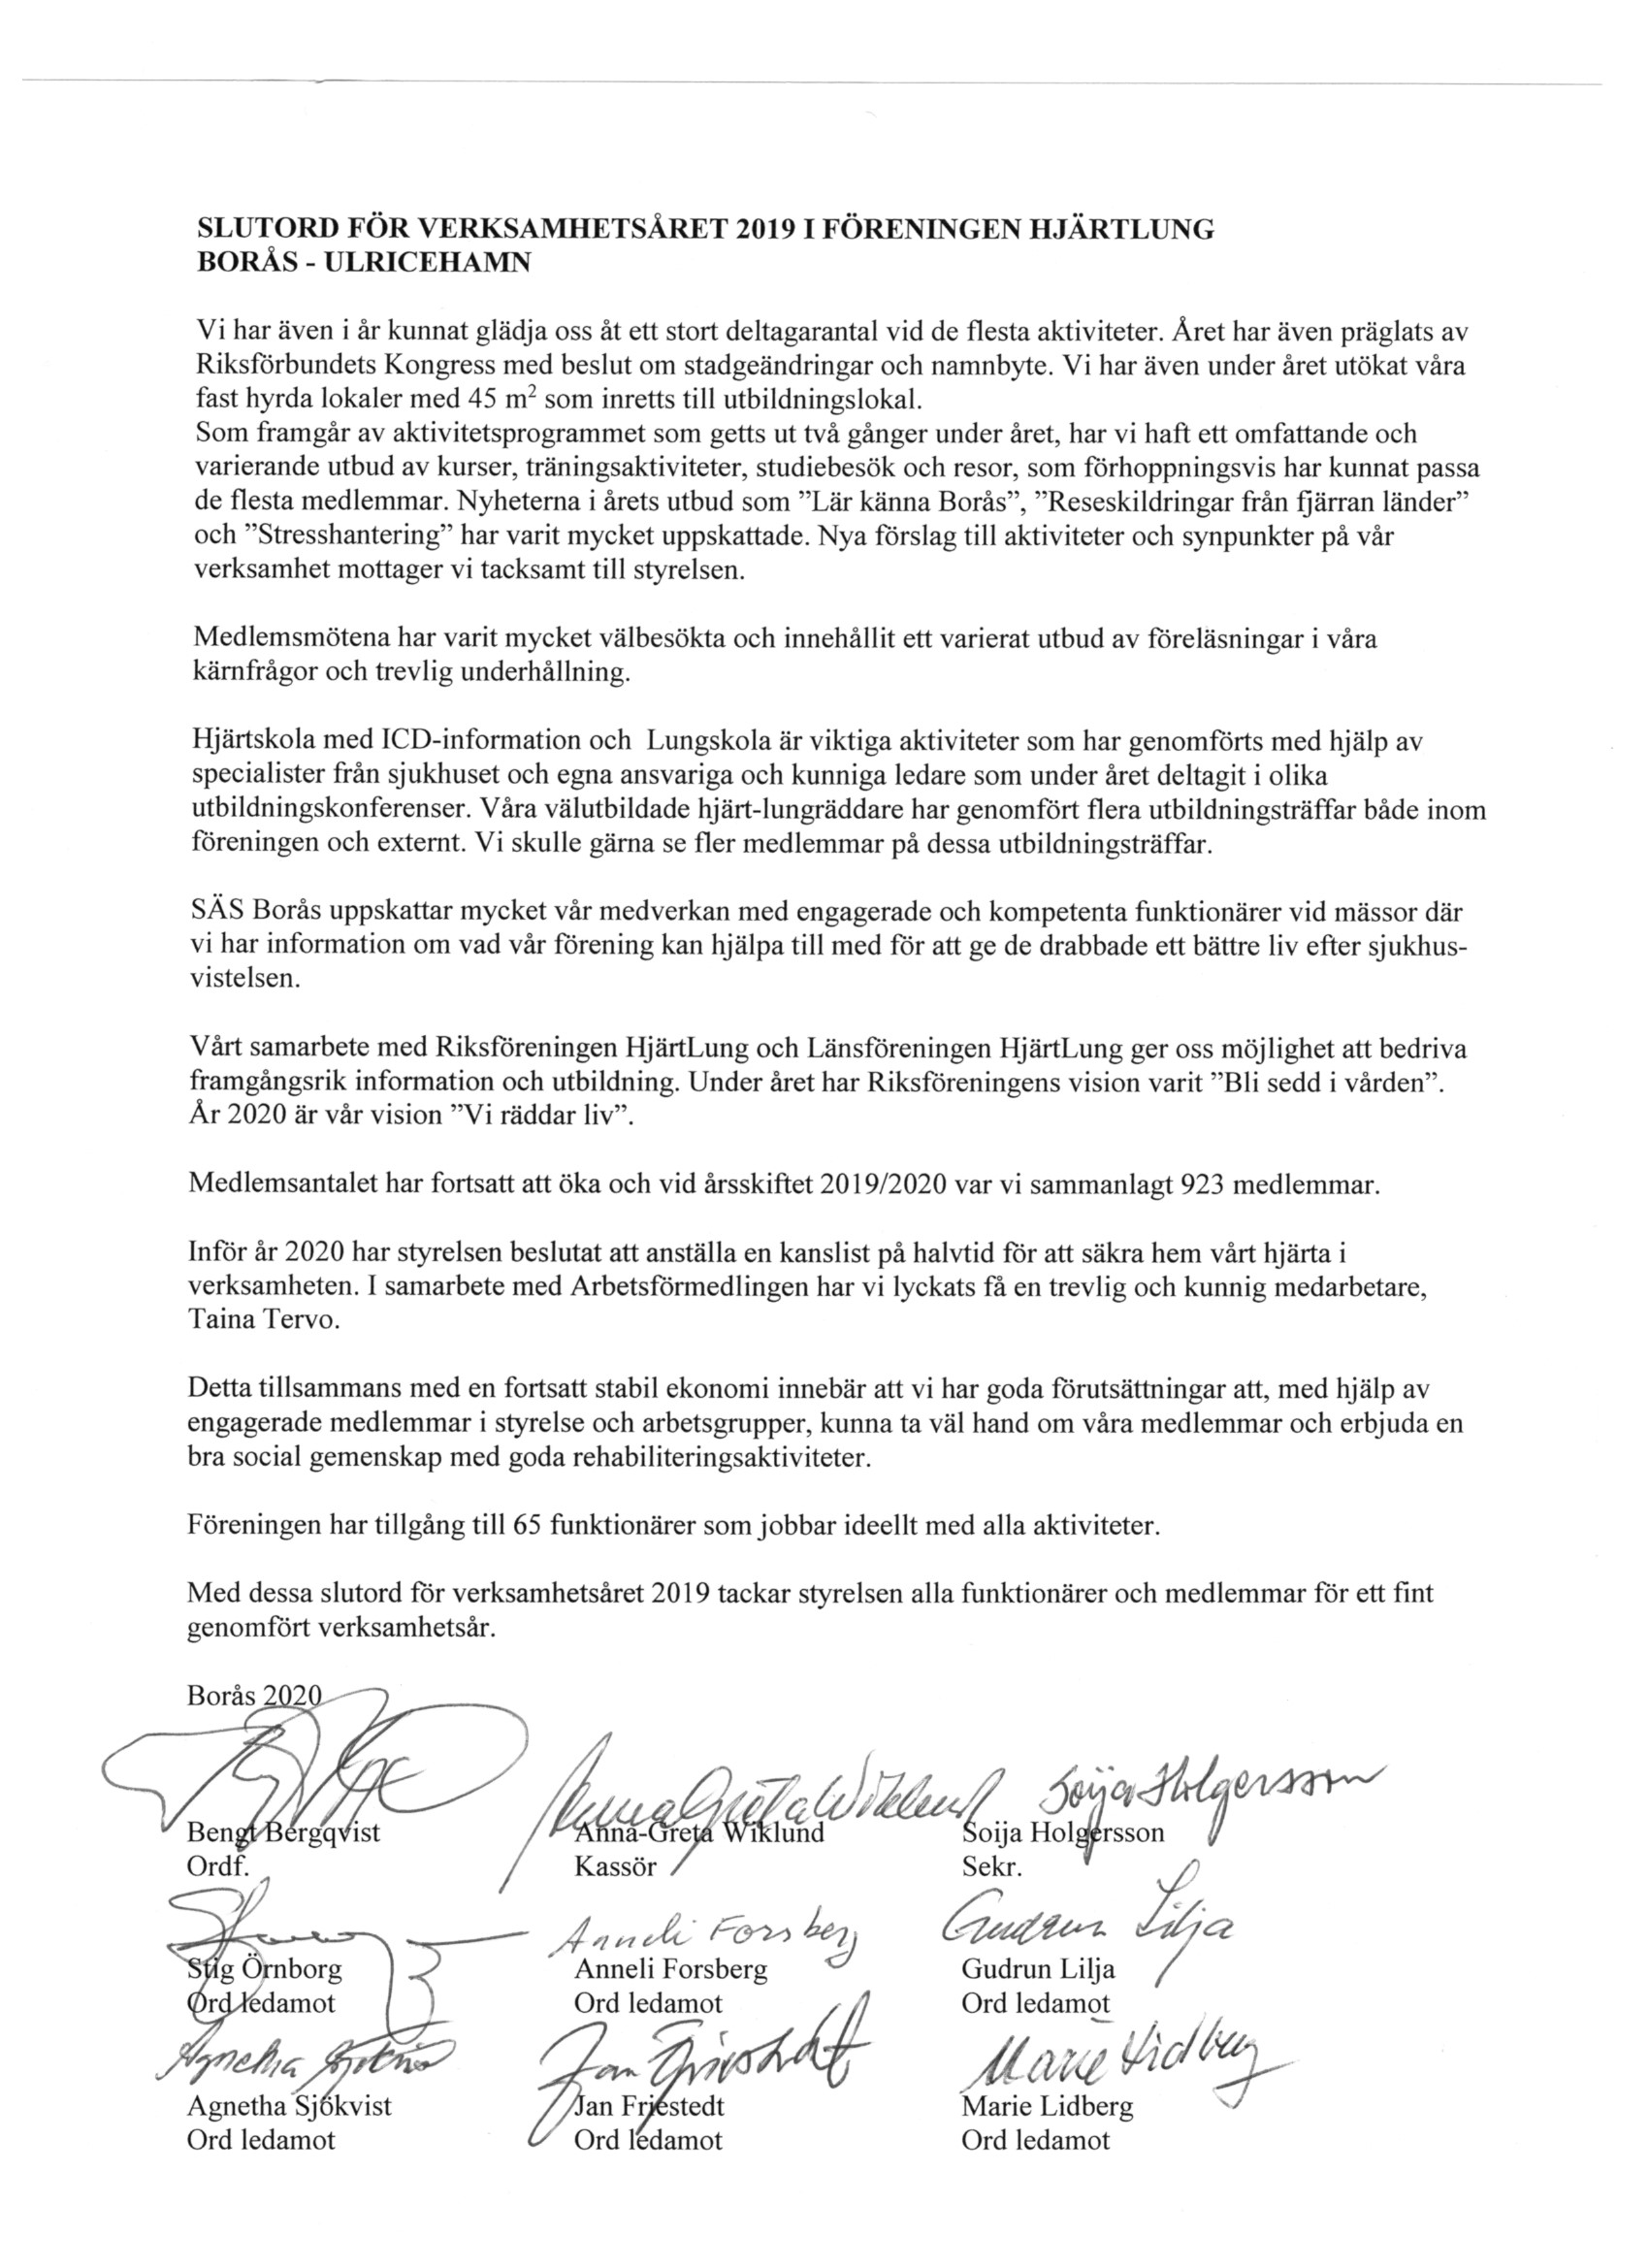 SLUTORD FÖR VERKSAMHETSÅRET 2019 I FÖRENINGEN HJÄRTLUNG
BORÅS - ULRICEHAMN
Vi har även i år kunnat glädja oss åt ett stort deltagarantal vid de flesta aktiviteter. Året har även präglats av
Riksförbundets Kongress med beslut om stadgeändringar och namnbyte. Vi har även under året utökat våra
fast hyrda lokaler med 45 m² som inretts till utbildningslokal.
Som framgår av aktivitetsprogrammet som getts ut två gånger under året, har vi haft ett omfattande och
varierande utbud av kurser, träningsaktiviteter, studiebesök och resor, som förhoppningsvis har kunnat passa
de flesta medlemmar. Nyheterna i årets utbud som ”Lär känna Borås”, ”Reseskildringar från fjärran länder”
och ”Stresshantering” har varit mycket uppskattade. Nya förslag till aktiviteter och synpunkter på vår
verksamhet mottager vi tacksamt till styrelsen.
Medlemsmötena har varit mycket välbesökta och innehållit ett varierat utbud av föreläsningar i våra
kärnfrågor och trevlig underhållning.
Hjärtskola med ICD-information och Lungskola är viktiga aktiviteter som har genomförts med hjälp av
specialister från sjukhuset och egna ansvariga och kunniga ledare som under året deltagit i olika
utbildningskonferenser. Våra välutbildade hjärt-lungräddare har genomfört flera utbildningsträffar både inom
föreningen och externt. Vi skulle gärna se fler medlemmar på dessa utbildningsträffar.
SÄS Borås uppskattar mycket vår medverkan med engagerade och kompetenta funktionärer vid mässor där
vi har information om vad vår förening kan hjälpa till med för att ge de drabbade ett bättre liv efter sjukhus-
vistelsen.
Vårt samarbete med Riksföreningen HjärtLung och Länsföreningen HjärtLung ger oss möjlighet att bedriva
framgångsrik information och utbildning. Under året har Riksföreningens vision varit ”Bli sedd i vården”.
År 2020 är vår vision ”Vi räddar liv”.
Medlemsantalet har fortsatt att öka och vid årsskiftet 2019/2020 var vi sammanlagt 923 medlemmar.
Inför år 2020 har styrelsen beslutat att anställa en kanslist på halvtid för att säkra hem vårt hjärta i
verksamheten. I samarbete med Arbetsförmedlingen har vi lyckats få en trevlig och kunnig medarbetare,
Taina Tervo.
Detta tillsammans med en fortsatt stabil ekonomi innebär att vi har goda förutsättningar att, med hjälp av
engagerade medlemmar i styrelse och arbetsgrupper, kunna ta väl hand om våra medlemmar och erbjuda en
bra social gemenskap med goda rehabiliteringsaktiviteter.
Föreningen har tillgång till 65 funktionärer som jobbar ideellt med alla aktiviteter.
Med dessa slutord för verksamhetsåret 2019 tackar styrelsen alla funktionärer och medlemmar för ett fint
genomfört verksamhetsår.
Borås 2020
Anna Greta Wiklund Soija Holgersson
Bengt Bergqvist Anna-Greta Wiklund Soija Holgersson
Ordf. Kassör Sekr.
Anneli Forsberg Gudrun Lilja
Stig Örnborg Anneli Forsberg Gudrun Lilja
Ord ledamot Ord ledamot Ord ledamot
Agnetha Sjökvist Jan Friestedt Marie Lidberg
Agnetha Sjökvist Jan Friestedt Marie Lidberg
Ord ledamot Ord ledamot Ord ledamot